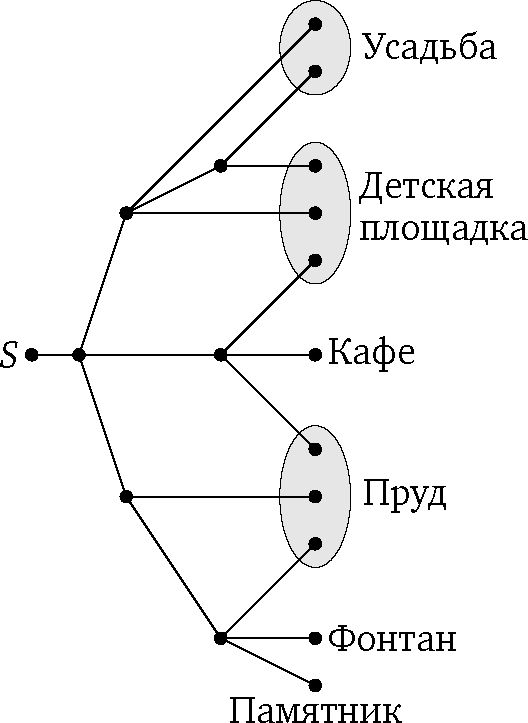 Усадьба
Детская
площадка
S
Кафе
Пруд
Фонтан
Памятник